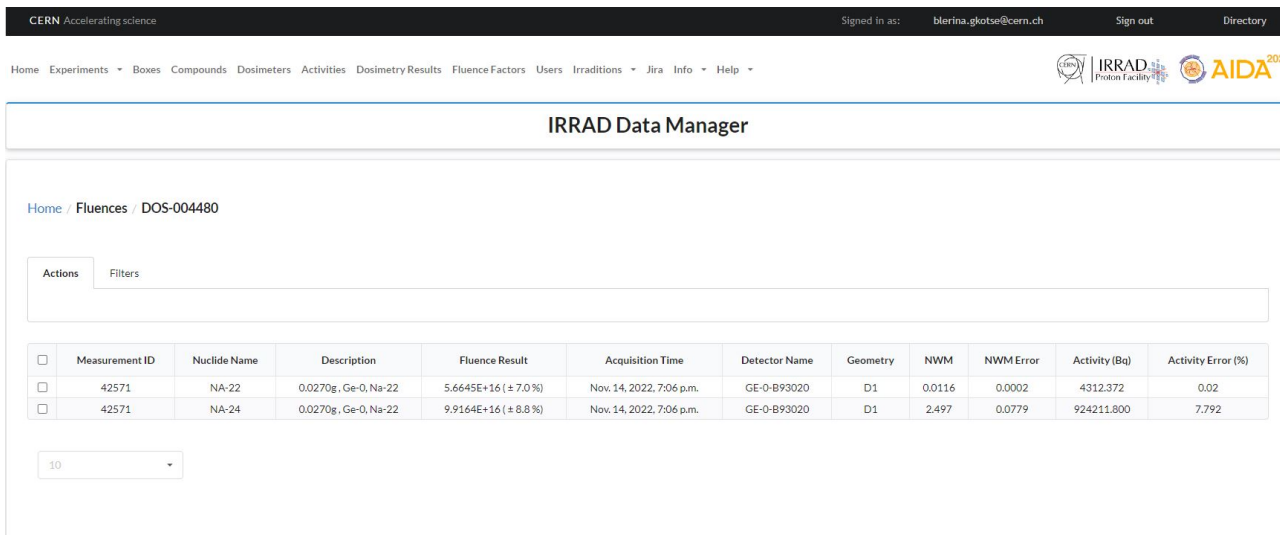 CERN Accelerating science Signed in as: blerina.gkotse@cern.ch Sign out Directory
Home Experiments Boxes Compounds Dosimeters Activities Dosimetry Results Fluence Factors Users Irraditions Jira Info Help
CERN IRRAD Proton Facility AIDA
IRRAD Data Manager
Home / Fluences / DOS-004480
Actions Filters
Measurement ID Nuclide Name Description Fluence Result Acquisition Time Detector Name Geometry NWM NWM Error Activity (Bq) Activity Error (%)
42571 NA-22 0.0270g, Ge-0, Na-22 5.6645E+16 ( ± 7.0 %) Nov. 14, 2022, 7:06 p.m. GE-0-B93020 D1 0.0116 0.0002 4312.372 0.02
42571 NA-24 0.0270g, Ge-0, Na-22 9.9164E+16 ( ± 8.8 %) Nov. 14, 2022, 7:06 p.m. GE-0-B93020 D1 2.497 0.0779 924211.800 7.792
10